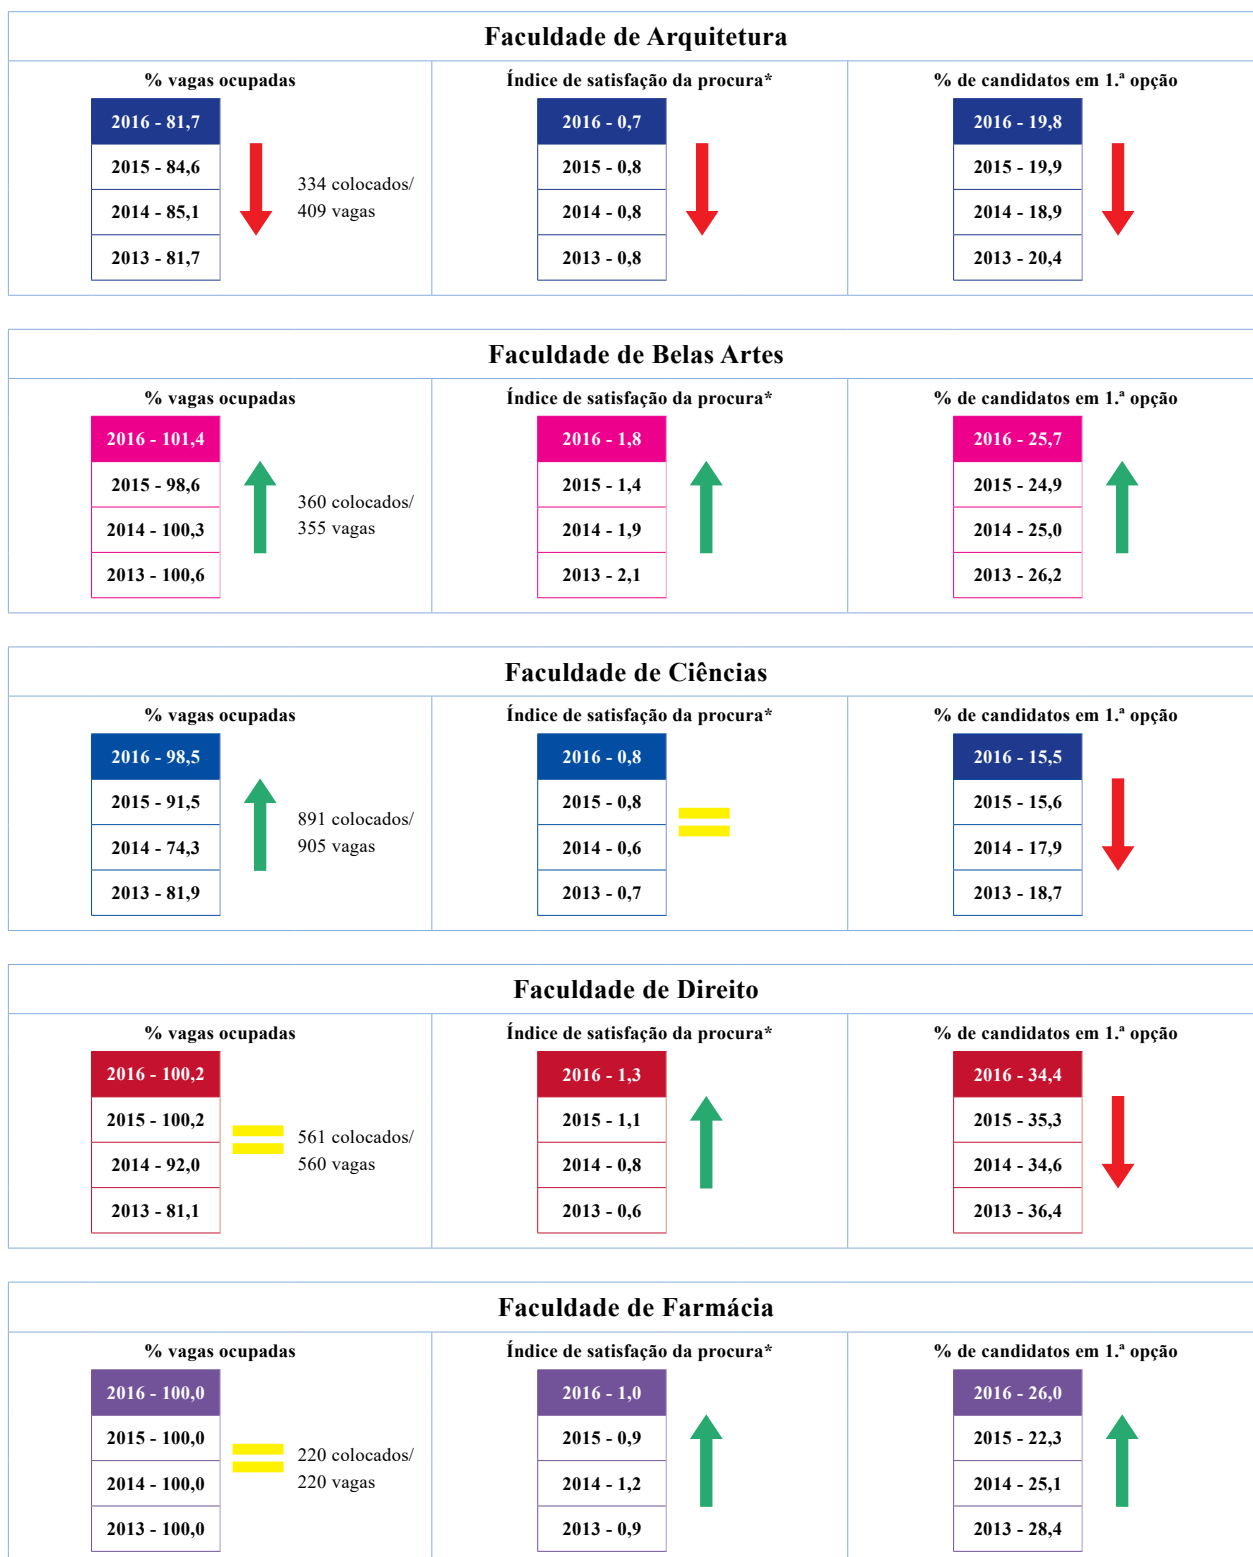 Faculdade de Arquitetura
% vagas ocupadas
2016 - 81,7
2015 - 84,6
2014 - 85,1
2013 - 81,7
334 colocados/
409 vagas
Índice de satisfação da procura*
2016 - 0,7
2015 - 0,8
2014 - 0,8
2013 - 0,8
% de candidatos em 1.ª opção
2016 - 19,8
2015 - 19,9
2014 - 18,9
2013 - 20,4
Faculdade de Belas Artes
% vagas ocupadas
2016 - 101,4
2015 - 98,6
2014 - 100,3
2013 - 100,6
360 colocados/
355 vagas
Índice de satisfação da procura*
2016 - 1,8
2015 - 1,4
2014 - 1,9
2013 - 2,1
% de candidatos em 1.ª opção
2016 - 25,7
2015 - 24,9
2014 - 25,0
2013 - 26,2
Faculdade de Ciências
% vagas ocupadas
2016 - 98,5
2015 - 91,5
2014 - 74,3
2013 - 81,9
891 colocados/
905 vagas
Índice de satisfação da procura*
2016 - 0,8
2015 - 0,8
2014 - 0,6
2013 - 0,7
% de candidatos em 1.ª opção
2016 - 15,5
2015 - 15,6
2014 - 17,9
2013 - 18,7
Faculdade de Direito
% vagas ocupadas
2016 - 100,2
2015 - 100,2
2014 - 92,0
2013 - 81,1
561 colocados/
560 vagas
Índice de satisfação da procura*
2016 - 1,3
2015 - 1,1
2014 - 0,8
2013 - 0,6
% de candidatos em 1.ª opção
2016 - 34,4
2015 - 35,3
2014 - 34,6
2013 - 36,4
Faculdade de Farmácia
% vagas ocupadas
2016 - 100,0
2015 - 100,0
2014 - 100,0
2013 - 100,0
220 colocados/
220 vagas
Índice de satisfação da procura*
2016 - 1,0
2015 - 0,9
2014 - 1,2
2013 - 0,9
% de candidatos em 1.ª opção
2016 - 26,0
2015 - 22,3
2014 - 25,1
2013 - 28,4